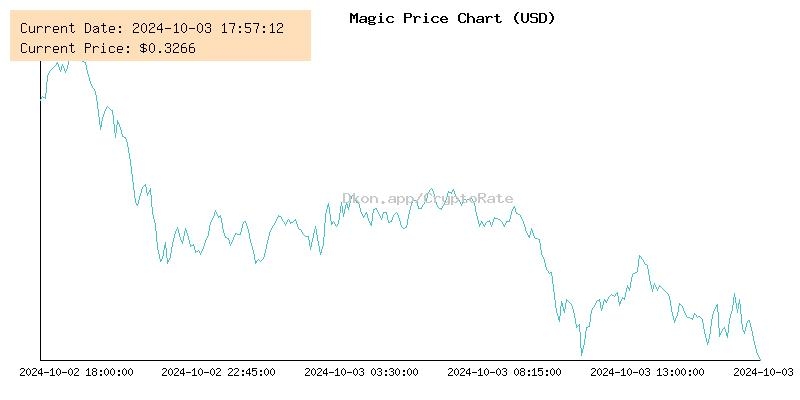 Magic Price Chart (USD)
Current Date: 2024-10-03 17:57:12
Current Price: $0.3266
Dkon.app/CryptoRate
2024-10-02 18:00:00 2024-10-02 22:45:00 2024-10-03 03:30:00 2024-10-03 08:15:00 2024-10-03 13:00:00 2024-10-03